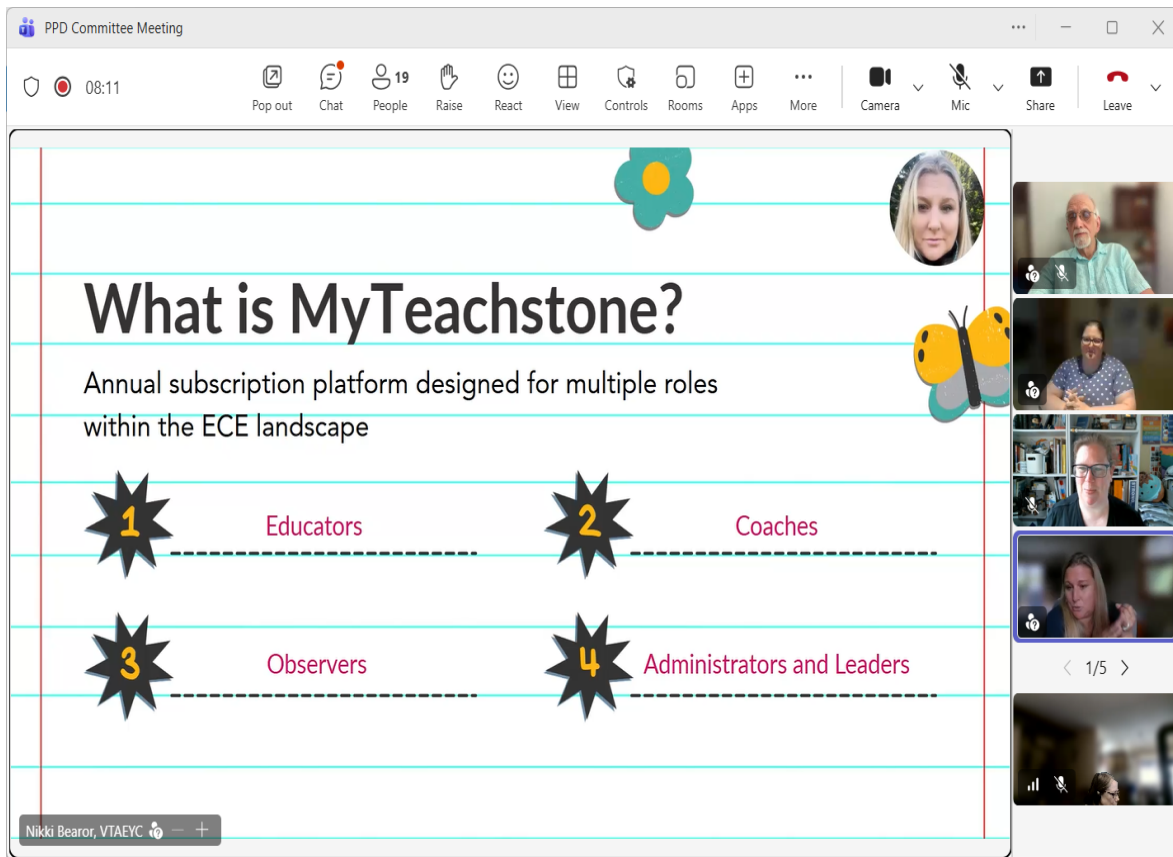 PPD Committee Meeting
08:11
Pop out
Chat
19
People
Raise
React
View
Controls
Rooms
Apps
More
Camera
Mic
Share
Leave
What is MyTeachstone?
Annual subscription platform designed for multiple roles
within the ECE landscape
1 Educators
2 Coaches
3 Observers
4 Administrators and Leaders
1/5
Nikki Bearor, VTAEYC